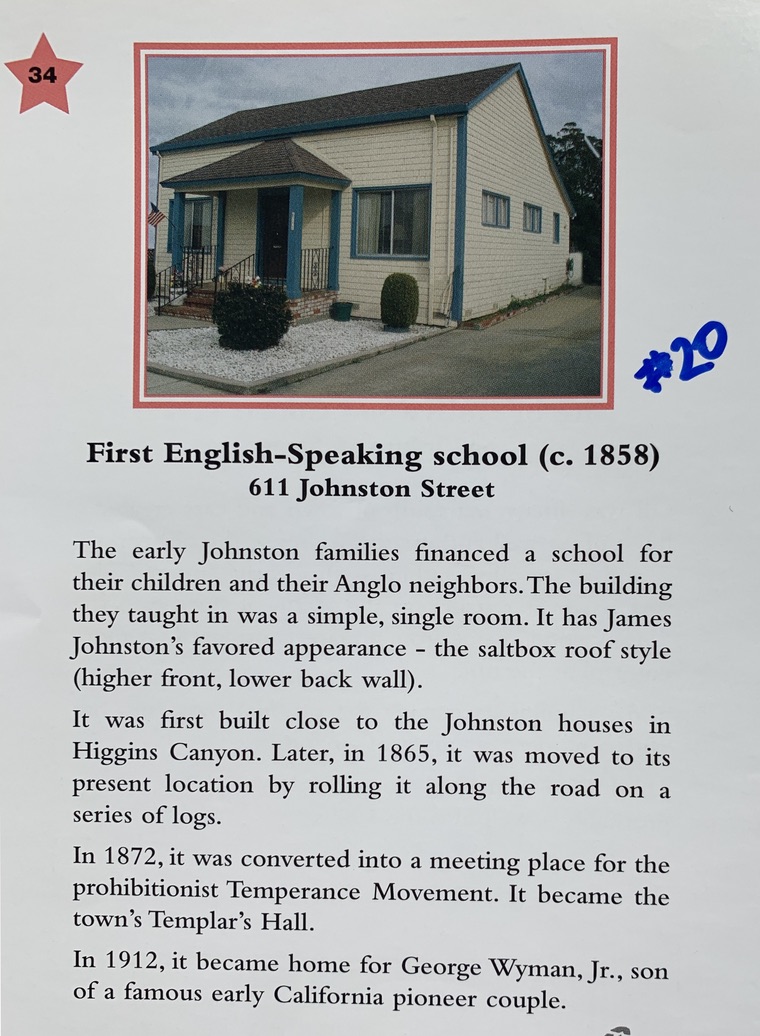 34
#20
First English-Speaking school (c. 1858)
611 Johnston Street
The early Johnston families financed a school for
their children and their Anglo neighbors. The building
they taught in was a simple, single room. It has James
Johnston's favored appearance - the saltbox roof style
(higher front, lower back wall).
It was first built close to the Johnston houses in
Higgins Canyon. Later, in 1865, it was moved to its
present location by rolling it along the road on a
series of logs.
In 1872, it was converted into a meeting place for the
prohibitionist Temperance Movement. It became the
town's Templar's Hall.
In 1912, it became home for George Wyman, Jr., son
of a famous early California pioneer couple.